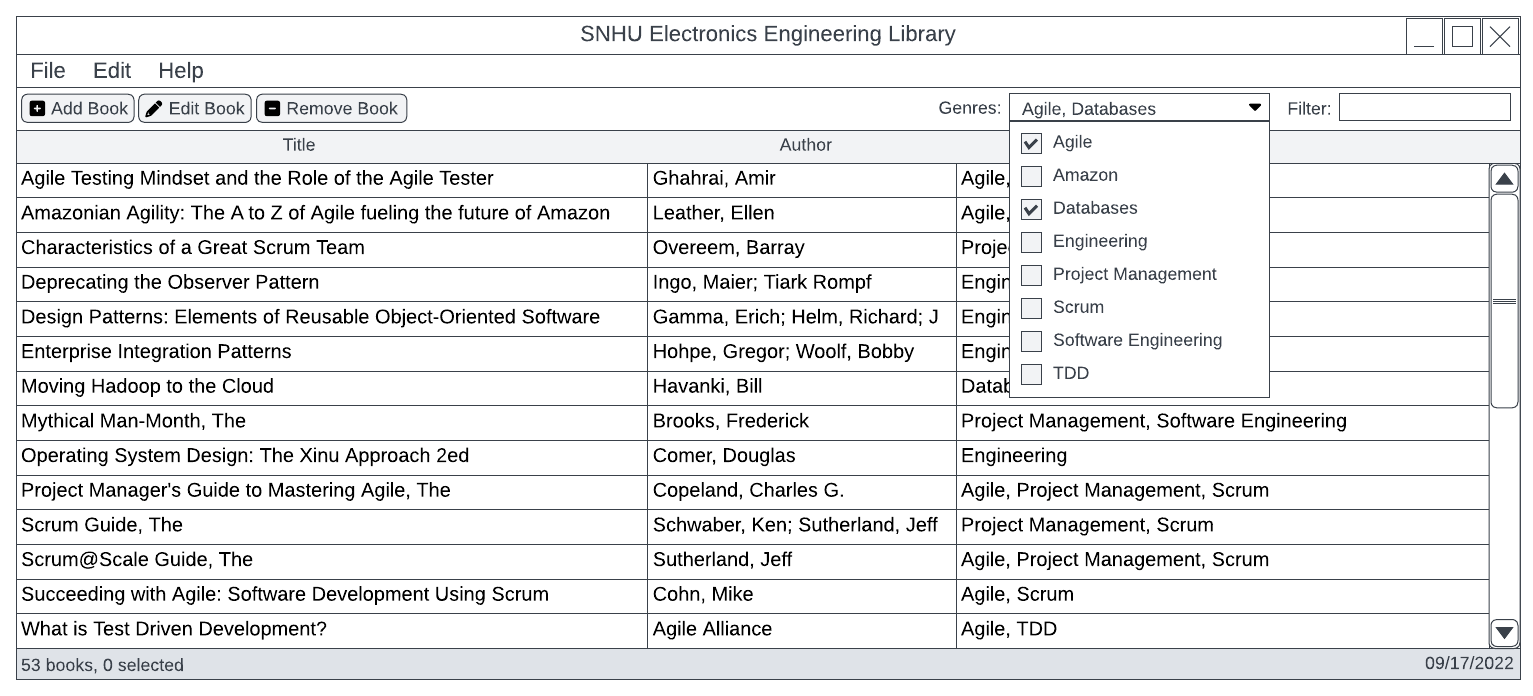 SNHU Electronics Engineering Library
File Edit Help
Add Book Edit Book Remove Book Genres: Agile, Databases Filter:
Title Author
Agile
Amazon
Databases
Engineering
Project Management
Scrum
Software Engineering
TDD
Agile Testing Mindset and the Role of the Agile Tester Ghahrai, Amir Agile,
Amazonian Agility: The A to Z of Agile fueling the future of Amazon Leather, Ellen Agile,
Characteristics of a Great Scrum Team Overeem, Barray Proje
Deprecating the Observer Pattern Ingo, Maier; Tiark Rompf Engin
Design Patterns: Elements of Reusable Object-Oriented Software Gamma, Erich; Helm, Richard; J Engin
Enterprise Integration Patterns Hohpe, Gregor; Woolf, Bobby Engin
Moving Hadoop to the Cloud Havanki, Bill Datab
Mythical Man-Month, The Brooks, Frederick Project Management, Software Engineering
Operating System Design: The Xinu Approach 2ed Comer, Douglas Engineering
Project Manager's Guide to Mastering Agile, The Copeland, Charles G. Agile, Project Management, Scrum
Scrum Guide, The Schwaber, Ken; Sutherland, Jeff Project Management, Scrum
Scrum@Scale Guide, The Sutherland, Jeff Agile, Project Management, Scrum
Succeeding with Agile: Software Development Using Scrum Cohn, Mike Agile, Scrum
What is Test Driven Development? Agile Alliance Agile, TDD
53 books, 0 selected 09/17/2022